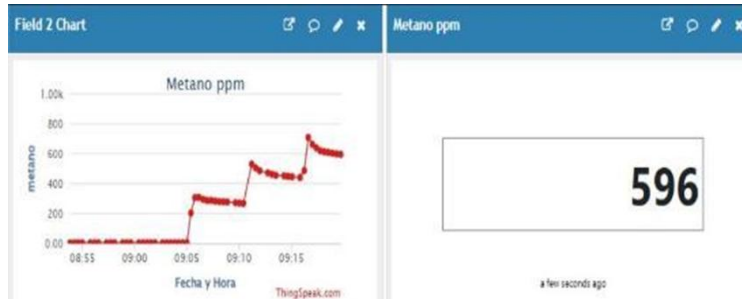 Field 2 Chart
Metano ppm
1.00k
800
600
400
200
0.00
metano
08:55 09:00 09:05 09:10 09:15
Fecha y Hora
ThingSpeak.com
Metano ppm
596
a few seconds ago